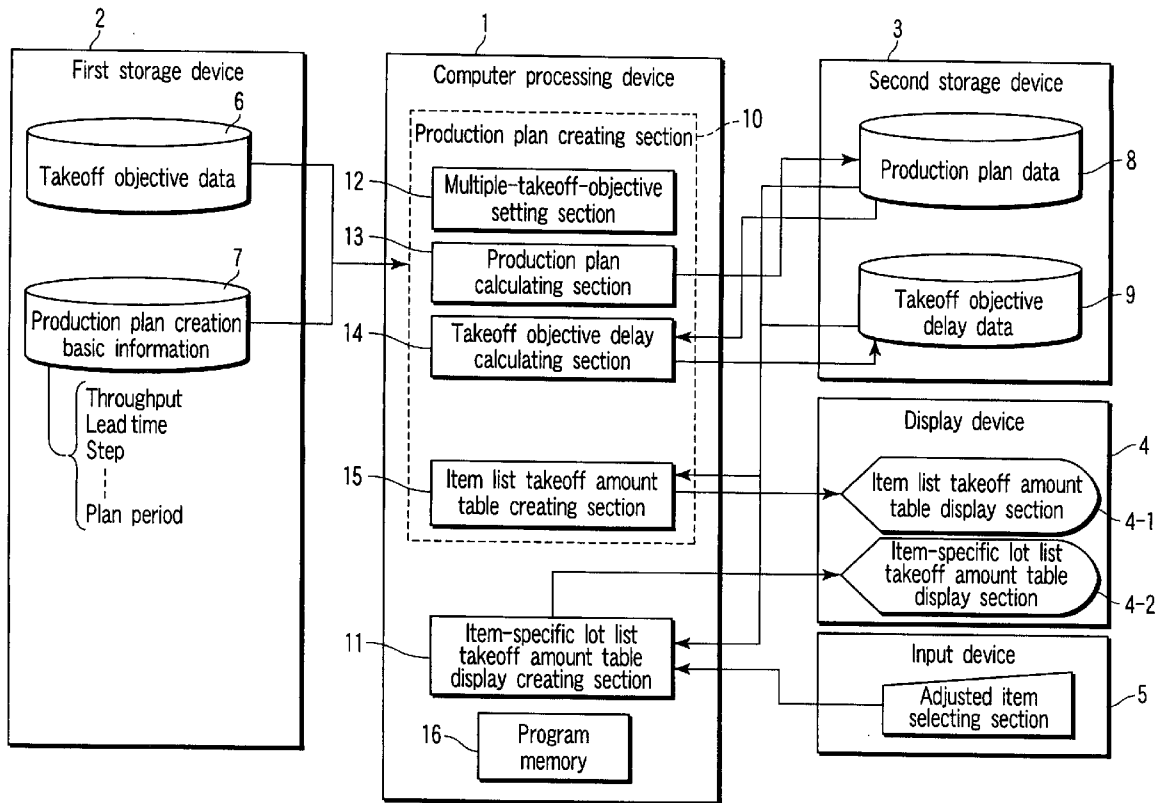 2
First storage device
6
Takeoff objective data
7
Production plan creation
basic information
Throughput
Lead time
Step
Plan period
1
Computer processing device
10
Production plan creating section
12
Multiple-takeoff-objective
setting section
13
Production plan
calculating section
14
Takeoff objective delay
calculating section
15
Item list takeoff amount
table creating section
11
Item-specific lot list
takeoff amount table
display creating section
16
Program
memory
3
Second storage device
Production plan data
8
Takeoff objective
delay data
9
Display device
4
Item list takeoff amount
table display section
4-1
Item-specific lot list
takeoff amount table
display section
4-2
Input device
Adjusted item
selecting section
5